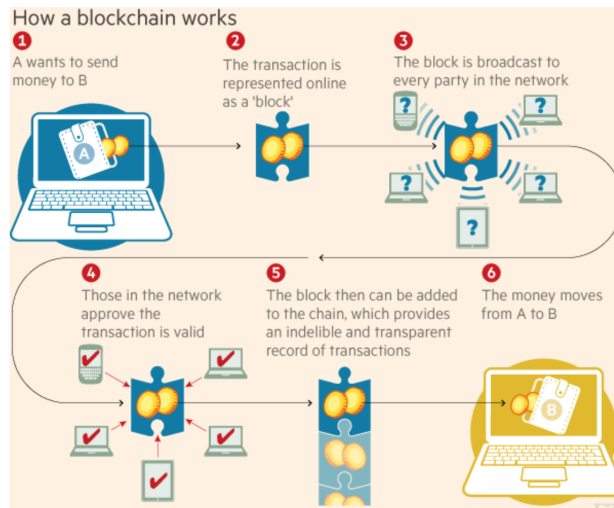 How a blockchain works
1
A wants to send
money to B
2
The transaction is
represented online
as a 'block'
3
The block is broadcast to
every party in the network
A
?
?
?
?
?
4
Those in the network
approve the
transaction is valid
5
The block then can be added
to the chain, which provides
an indelible and transparent
record of transactions
6
The money moves
from A to B
B